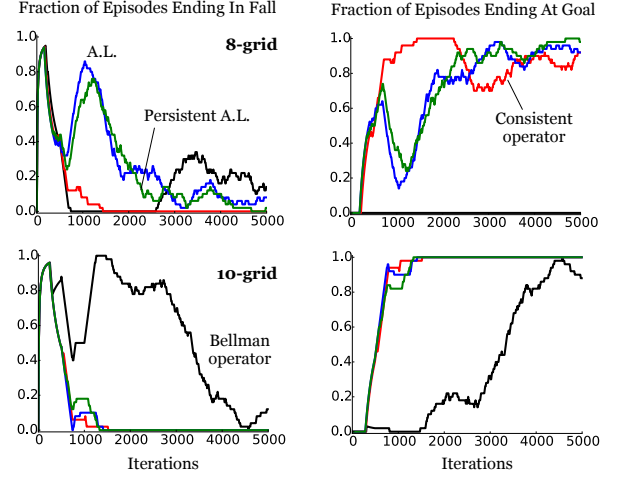 Fraction of Episodes Ending In Fall
Fraction of Episodes Ending At Goal
1.0
0.8
0.6
0.4
0.2
0.0
0 1000 2000 3000 4000 5000
A.L.
8-grid
Persistent A.L.
1.0
0.8
0.6
0.4
0.2
0.0
0 1000 2000 3000 4000 5000
Consistent
operator
1.0
0.8
0.6
0.4
0.2
0.0
0 1000 2000 3000 4000 5000
10-grid
Bellman
operator
Iterations
1.0
0.8
0.6
0.4
0.2
0.0
0 1000 2000 3000 4000 5000
Iterations